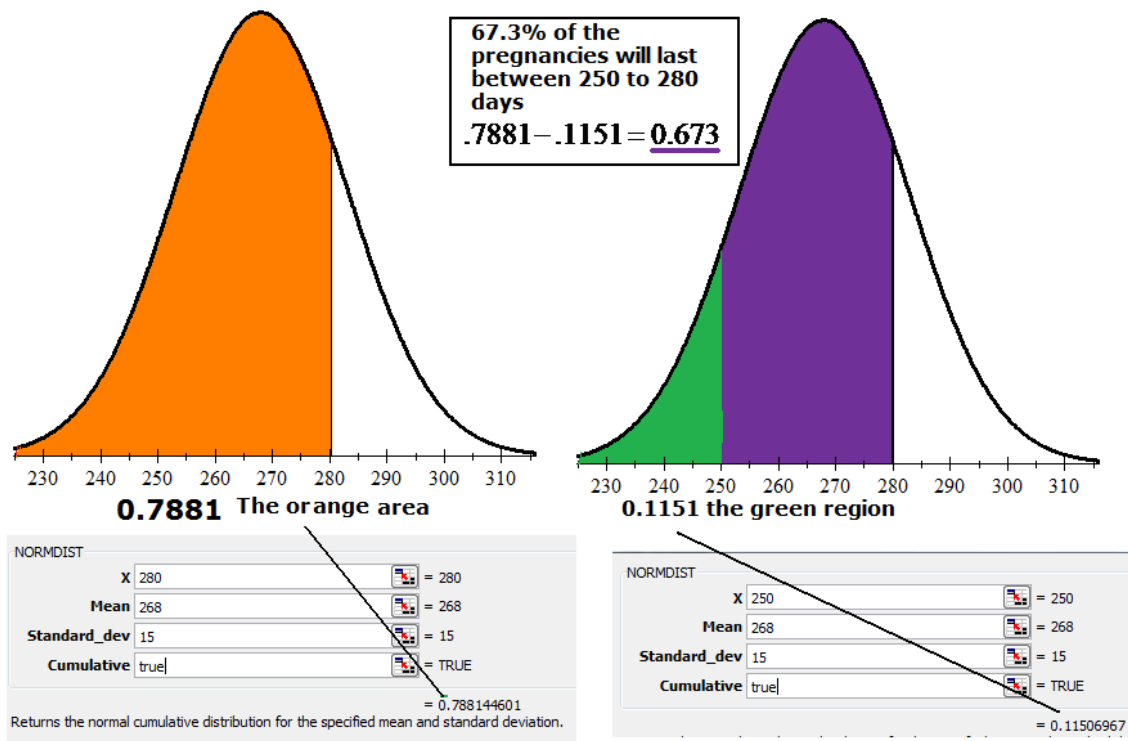 67.3% of the
pregnancies will last
between 250 to 280
days
.7881−.1151=0.673
230 240 250 260 270 280 290 300 310
0.7881 The orange area
230 240 250 260 270 280 290 300 310
0.1151 the green region
NORMDIST
X 280 = 280
Mean 268 = 268
Standard_dev 15 = 15
Cumulative true = TRUE
= 0.788144601
Returns the normal cumulative distribution for the specified mean and standard deviation.
NORMDIST
X 250 = 250
Mean 268 = 268
Standard_dev 15 = 15
Cumulative true = TRUE
= 0.11506967